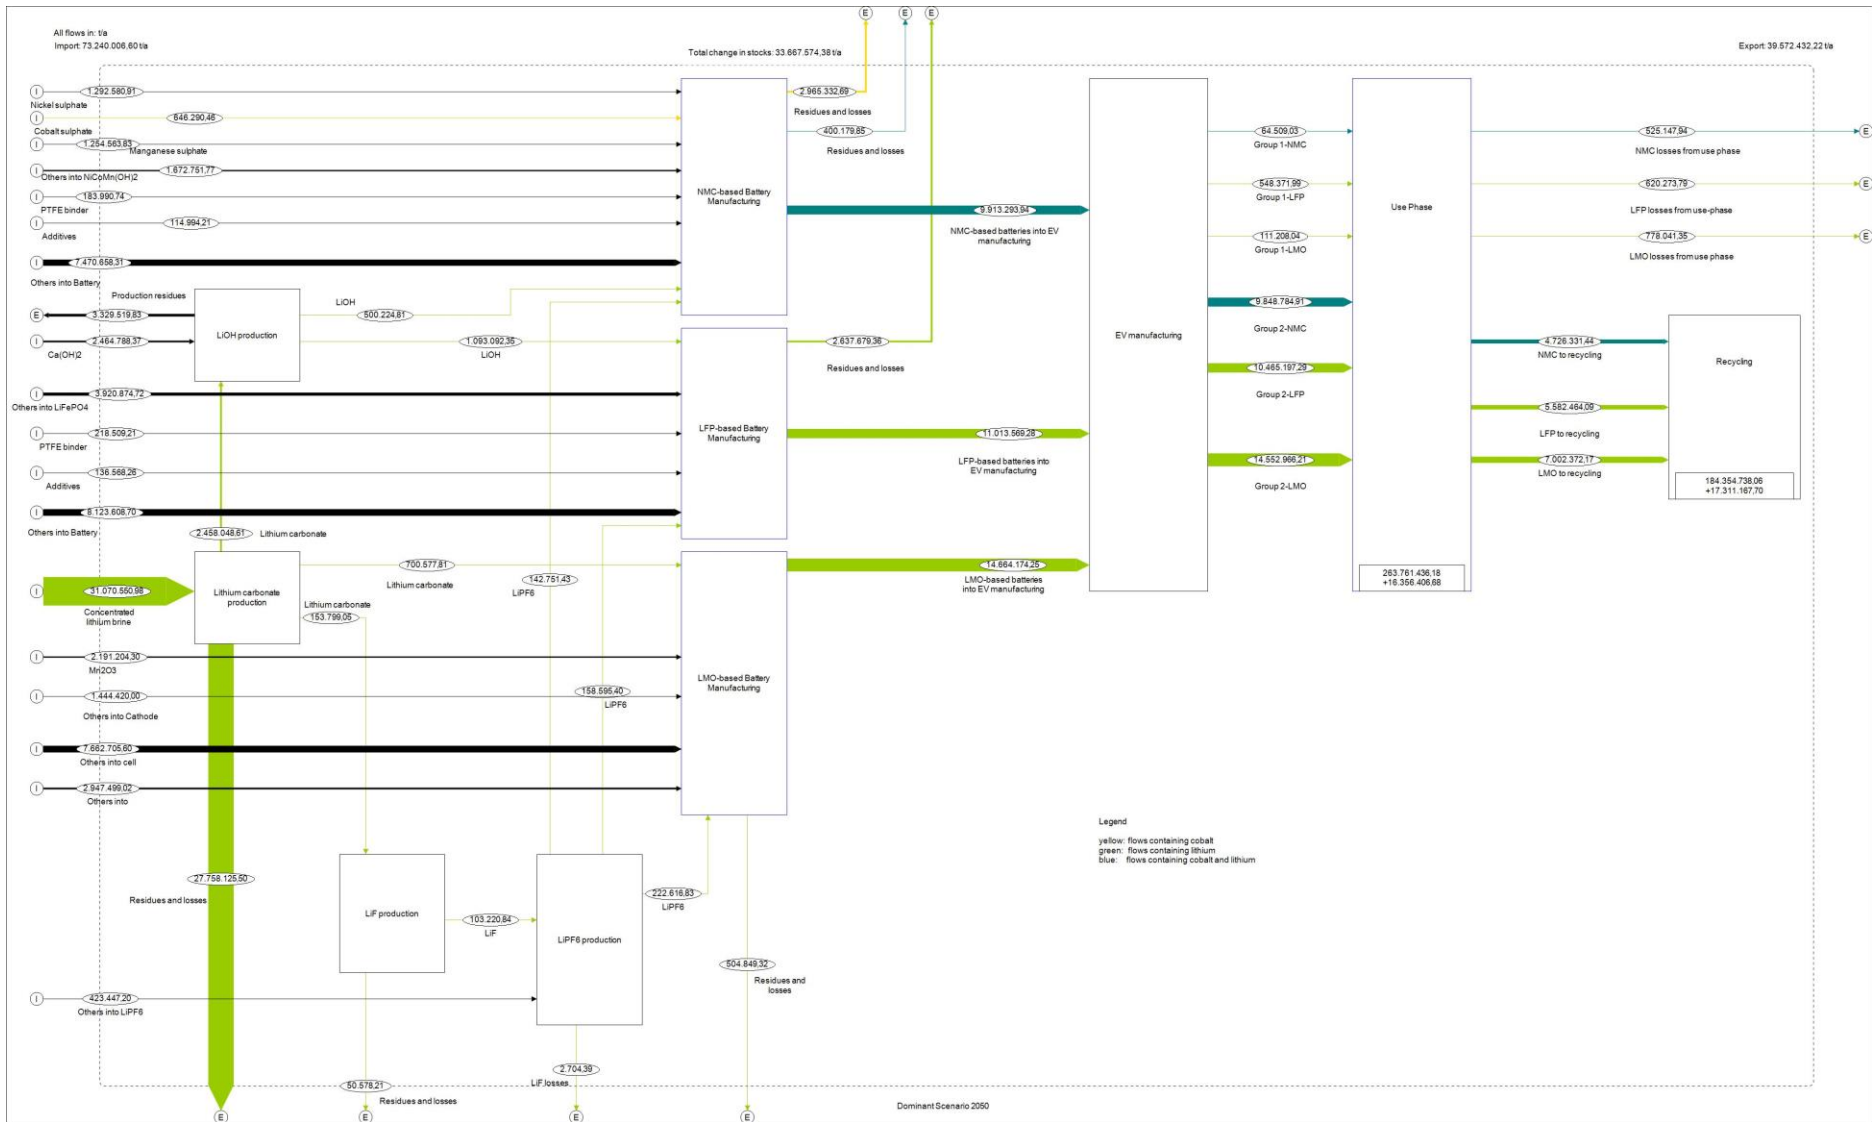 All flows in: t/a
Import: 73.240.006,60 t/a
Total change in stocks: 33.667.574,38 t/a
Export: 39.572.432,22 t/a
E
E
E
I
1.292.580,91
Nickel sulphate
I
646.290,46
Cobalt sulphate
I
1.254.563,83
Manganese sulphate
I
1.672.751,77
Others into NiCoMn(OH)2
I
183.990,74
PTFE binder
I
114.994,21
Additives
I
7.470.658,31
Others into Battery
Production residues
E
3.329.519,83
I
2.464.788,37
Ca(OH)2
LiOH production
LiOH
500.224,81
1.093.092,35
LiOH
I
3.920.874,72
Others into LiFePO4
I
218.509,21
PTFE binder
I
136.568,26
Additives
I
8.123.608,70
Others into Battery
2.458.048,61
Lithium carbonate
I
31.070.550,98
Concentrated
lithium brine
Lithium carbonate
production
700.577,81
Lithium carbonate
Lithium carbonate
153.799,05
142.751,43
LiPF6
158.595,40
LiPF6
I
2.191.204,30
Mn2O3
I
1.444.420,00
Others into Cathode
I
7.662.705,60
Others into cell
I
2.947.499,02
Others into
27.758.125,50
Residues and losses
E
LiF production
103.220,84
LiF
LiPF6 production
222.616,83
LiPF6
I
423.447,20
Others into LiPF6
50.578,21
Residues and losses
E
2.704,39
LiF losses
E
504.849,32
Residues and
losses
E
NMC-based Battery
Manufacturing
2.965.332,69
Residues and losses
400.179,85
Residues and losses
9.913.293,94
NMC-based batteries into EV
manufacturing
LFP-based Battery
Manufacturing
2.637.679,36
Residues and losses
11.013.569,28
LFP-based batteries into
EV manufacturing
LMO-based Battery
Manufacturing
14.664.174,25
LMO-based batteries
into EV manufacturing
EV manufacturing
64.509,03
Group 1-NMC
548.371,99
Group 1-LFP
111.208,04
Group 1-LMO
9.848.784,91
Group 2-NMC
10.465.197,29
Group 2-LFP
14.552.966,21
Group 2-LMO
Use Phase
263.761.436,18
+16.356.406,68
525.147,94
E
NMC losses from use phase
620.273,79
E
LFP losses from use-phase
778.041,35
E
LMO losses from use phase
4.726.331,44
NMC to recycling
5.582.464,09
LFP to recycling
7.002.372,17
LMO to recycling
Recycling
184.354.738,06
+17.311.167,70
Legend
yellow: flows containing cobalt
green: flows containing lithium
blue: flows containing cobalt and lithium
Dominant Scenario 2050